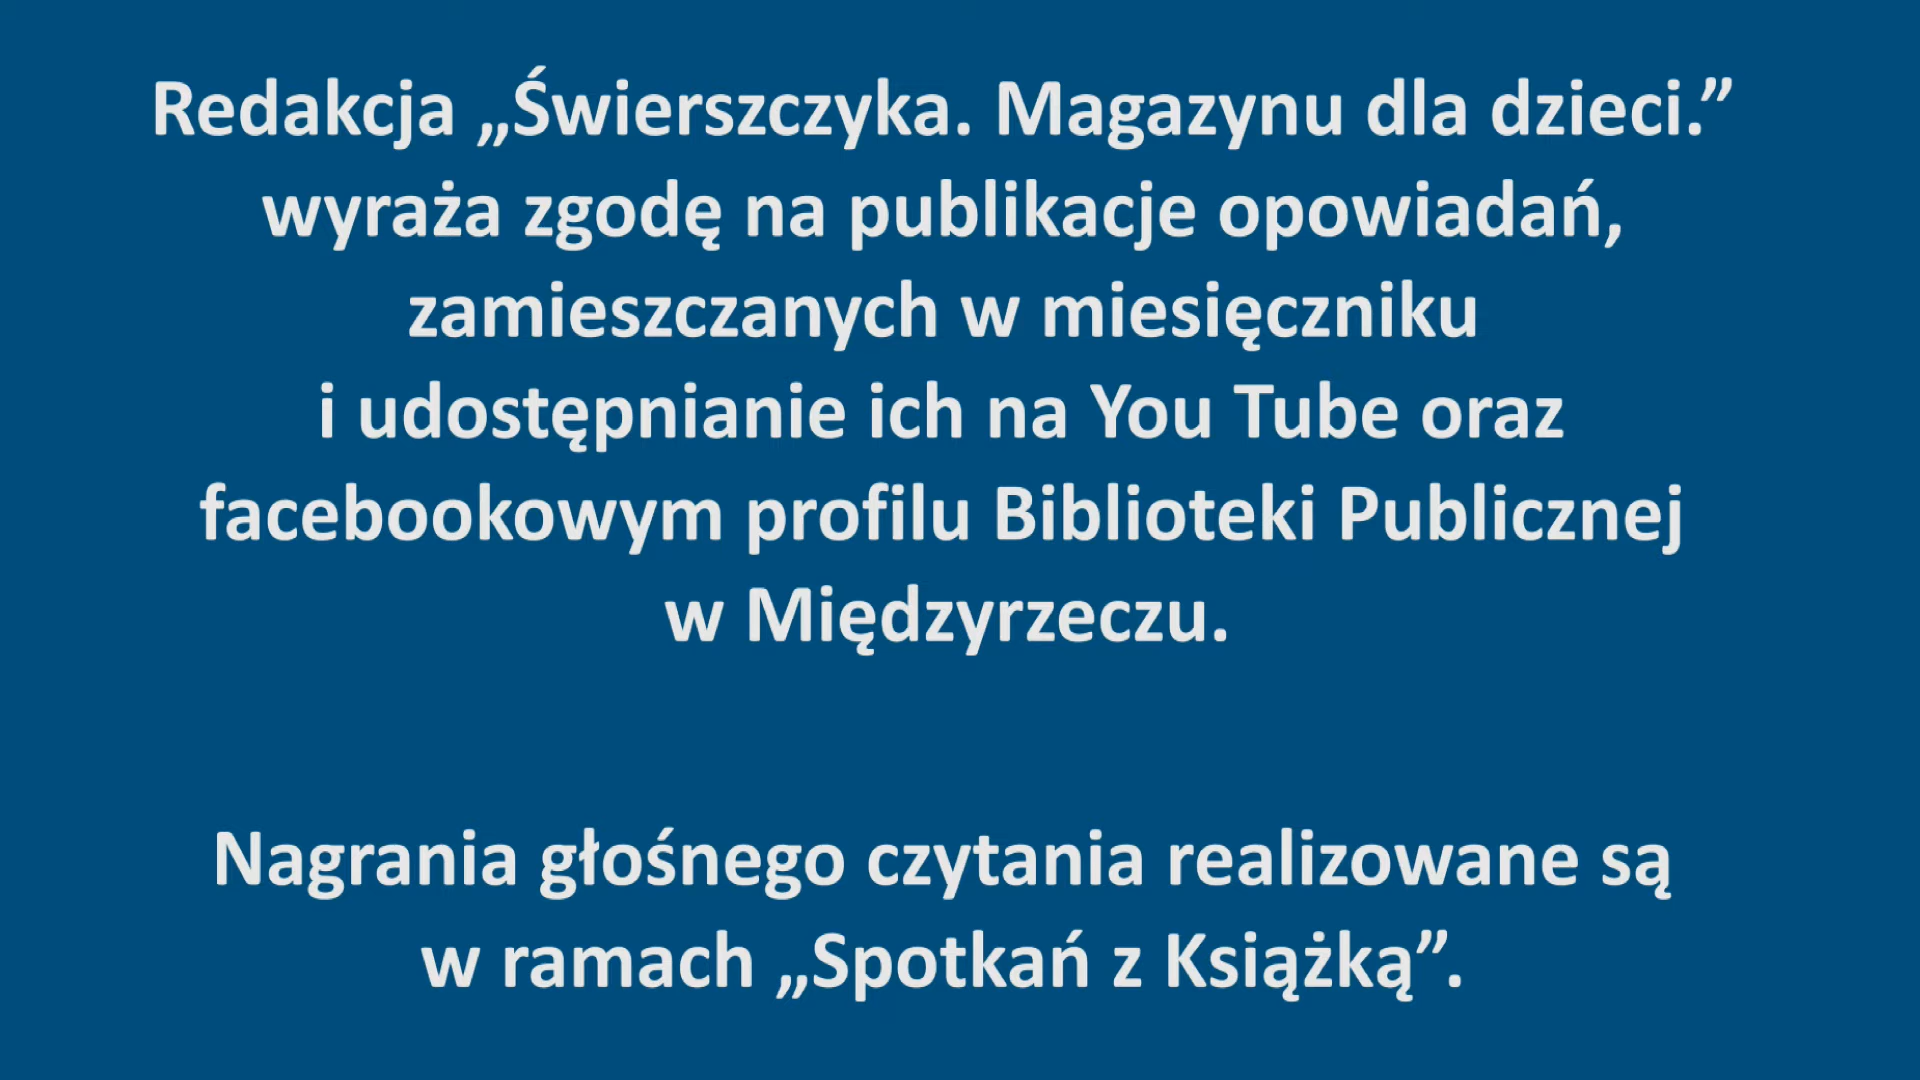 Redakcja „Świerszczyka. Magazynu dla dzieci.”
wyraża zgodę na publikacje opowiadań,
zamieszczanych w miesięczniku
i udostępnianie ich na You Tube oraz
facebookowym profilu Biblioteki Publicznej
w Międzyrzeczu.
Nagrania głośnego czytania realizowane są
w ramach „Spotkań z Książką”.